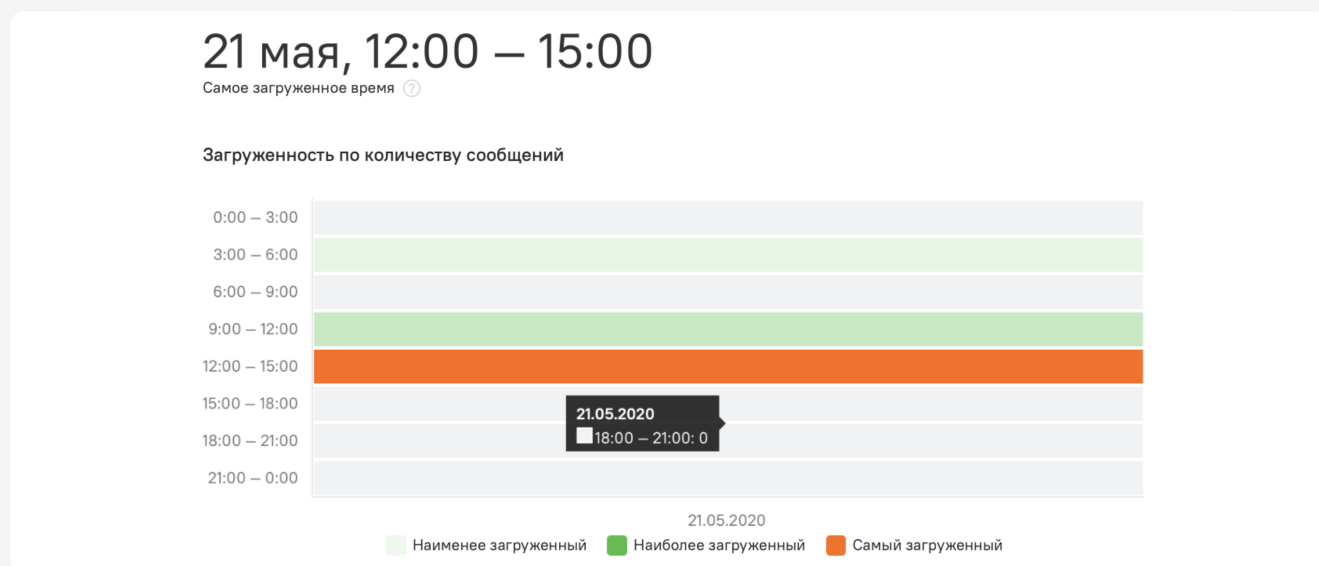 21 мая, 12:00 – 15:00
Самое загруженное время ?
Загруженность по количеству сообщений
0:00 – 3:00
3:00 – 6:00
6:00 – 9:00
9:00 – 12:00
12:00 – 15:00
15:00 – 18:00
21.05.2020
18:00 – 21:00: 0
18:00 – 21:00
21:00 – 0:00
21.05.2020
Наименее загруженный Наиболее загруженный Самый загруженный